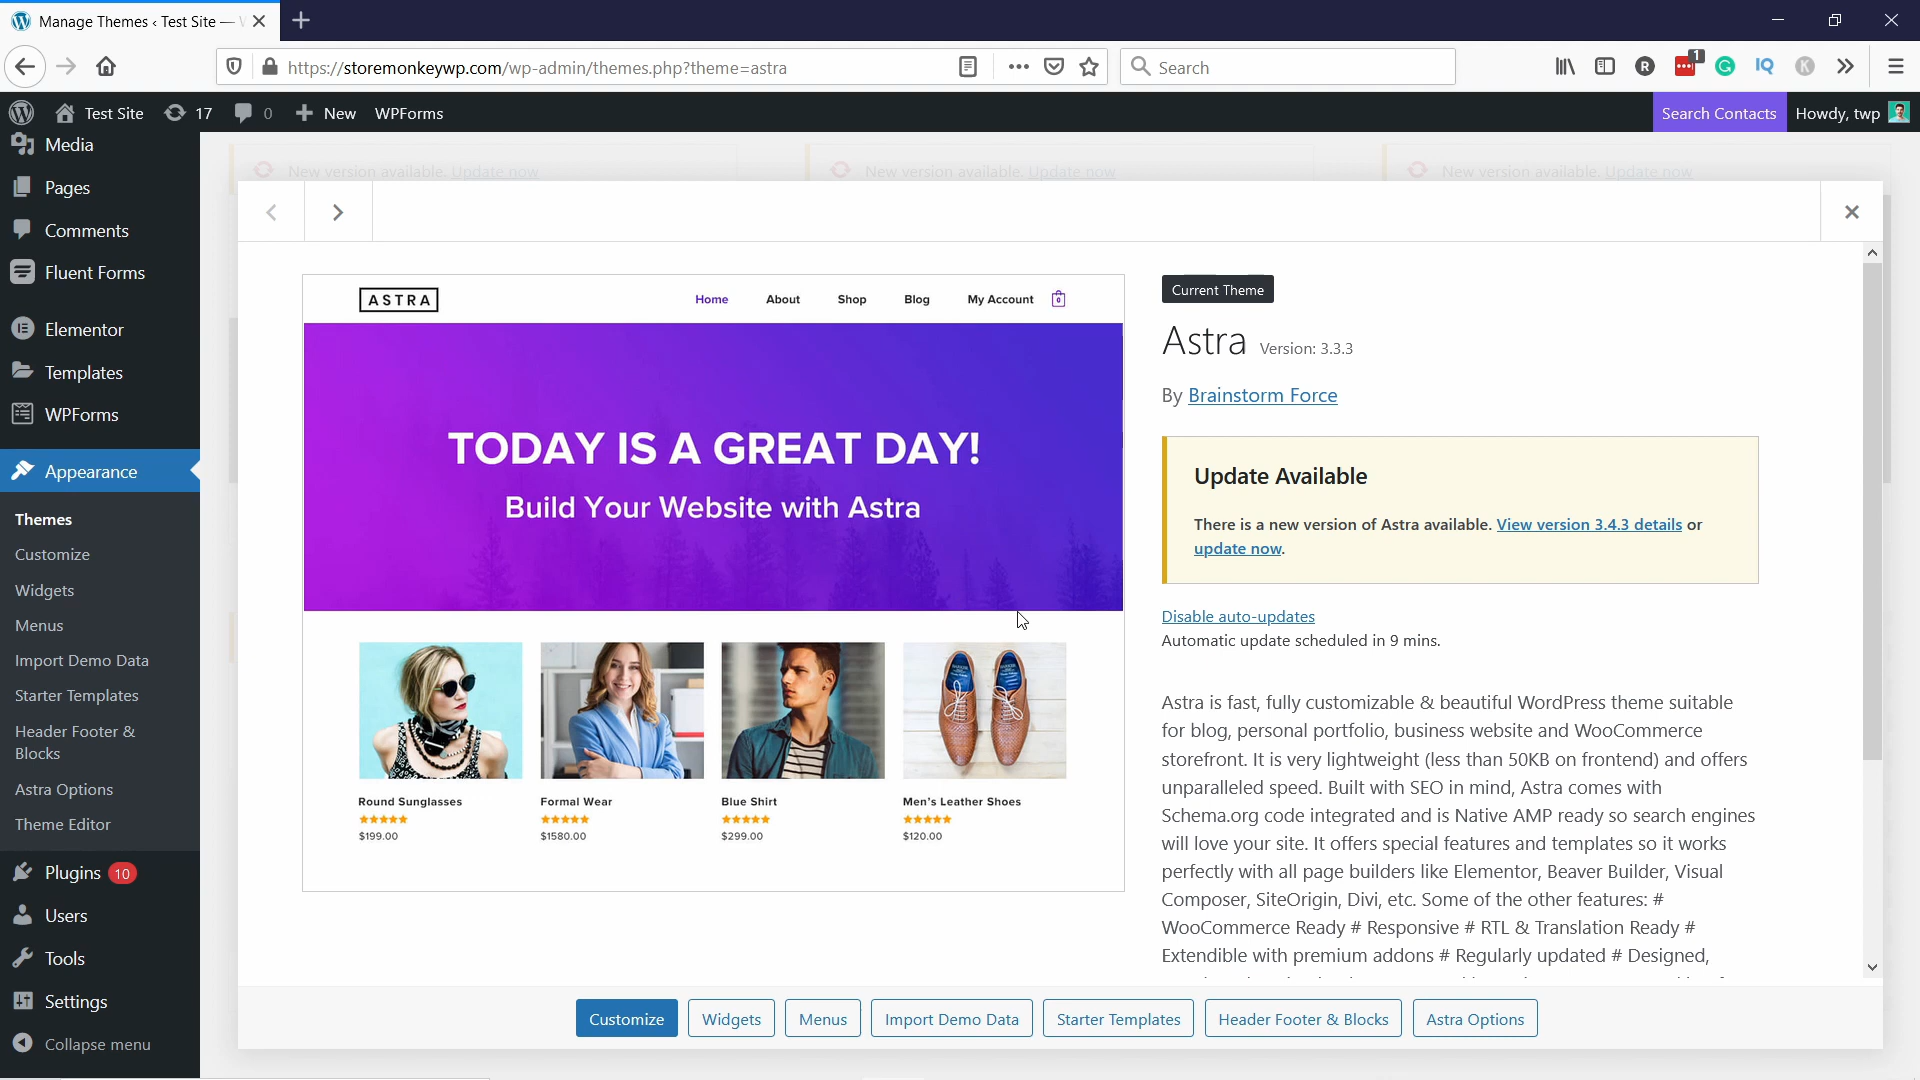 Manage Themes ‹ Test Site — W
https://storemonkeywp.com/wp-admin/themes.php?theme=astra
Search
1
Test Site
17
0
New
WPForms
Search Contacts
Howdy, twp
Media
Pages
Comments
Fluent Forms
Elementor
Templates
WPForms
Appearance
Themes
Customize
Widgets
Menus
Import Demo Data
Starter Templates
Header Footer &
Blocks
Astra Options
Theme Editor
Plugins 10
Users
Tools
Settings
Collapse menu
New version available. Update now
New version available. Update now
New version available. Update now
ASTRA
Home
About
Shop
Blog
My Account
0
TODAY IS A GREAT DAY!
Build Your Website with Astra
Round Sunglasses
$199.00
Formal Wear
$1580.00
Blue Shirt
$299.00
Men's Leather Shoes
$120.00
Current Theme
Astra Version: 3.3.3
By Brainstorm Force
Update Available
There is a new version of Astra available. View version 3.4.3 details or
update now.
Disable auto-updates
Automatic update scheduled in 9 mins.
Astra is fast, fully customizable & beautiful WordPress theme suitable
for blog, personal portfolio, business website and WooCommerce
storefront. It is very lightweight (less than 50KB on frontend) and offers
unparalleled speed. Built with SEO in mind, Astra comes with
Schema.org code integrated and is Native AMP ready so search engines
will love your site. It offers special features and templates so it works
perfectly with all page builders like Elementor, Beaver Builder, Visual
Composer, SiteOrigin, Divi, etc. Some of the other features: #
WooCommerce Ready # Responsive # RTL & Translation Ready #
Extendible with premium addons # Regularly updated # Designed,
Customize
Widgets
Menus
Import Demo Data
Starter Templates
Header Footer & Blocks
Astra Options